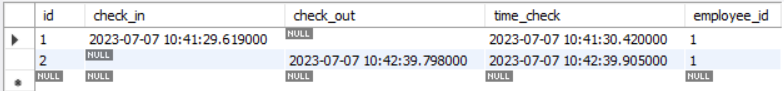 id check_in check_out time_check employee_id
1 2023-07-07 10:41:29.619000 NULL 2023-07-07 10:41:30.420000 1
2 NULL 2023-07-07 10:42:39.798000 2023-07-07 10:42:39.905000 1
NULL NULL NULL NULL NULL